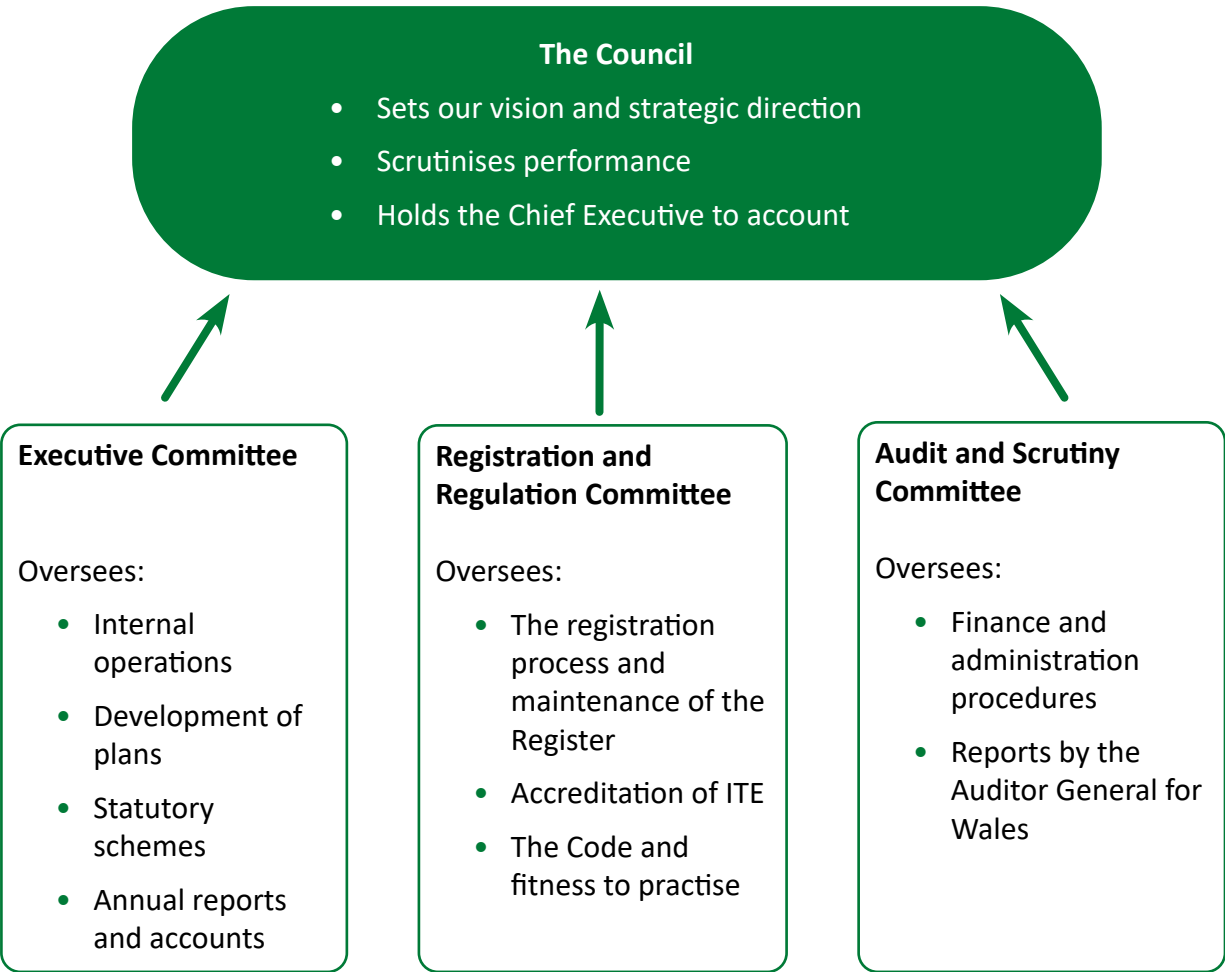 The Council
• Sets our vision and strategic direction
• Scrutinises performance
• Holds the Chief Executive to account
Executive Committee
Oversees:
• Internal
operations
• Development of
plans
• Statutory
schemes
• Annual reports
and accounts
Registration and
Regulation Committee
Oversees:
• The registration
process and
maintenance of the
Register
• Accreditation of ITE
• The Code and
fitness to practise
Audit and Scrutiny
Committee
Oversees:
• Finance and
administration
procedures
• Reports by the
Auditor General for
Wales